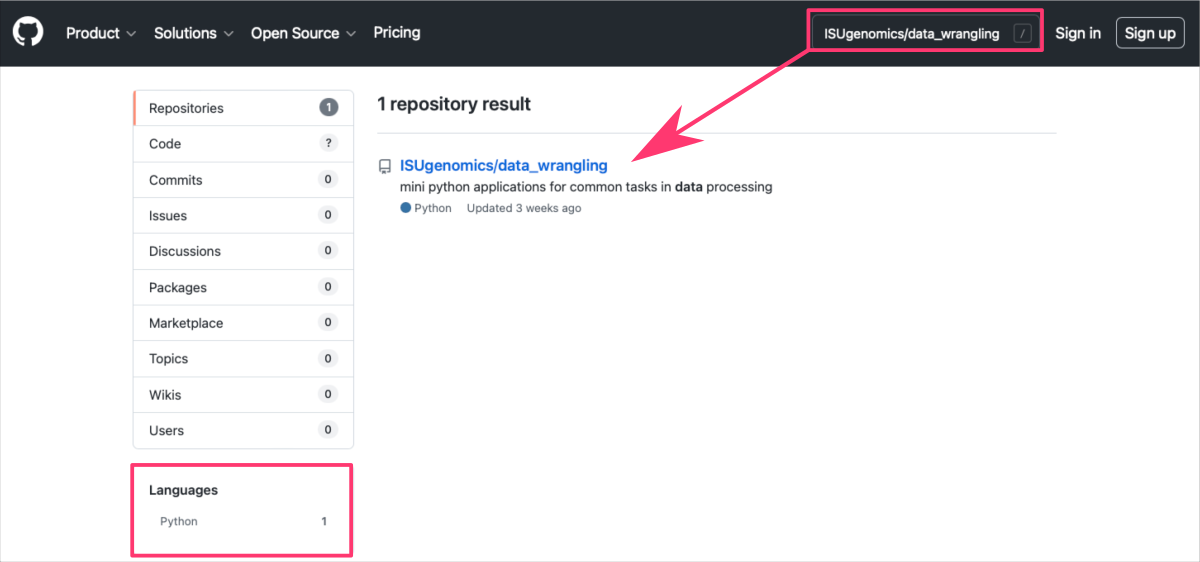 Product Solutions Open Source Pricing ISUgenomics/data_wrangling / Sign in Sign up
Repositories 1
Code ?
Commits 0
Issues 0
Discussions 0
Packages 0
Marketplace 0
Topics 0
Wikis 0
Users 0
Languages
Python 1
1 repository result
ISUgenomics/data_wrangling
mini python applications for common tasks in data processing
Python Updated 3 weeks ago